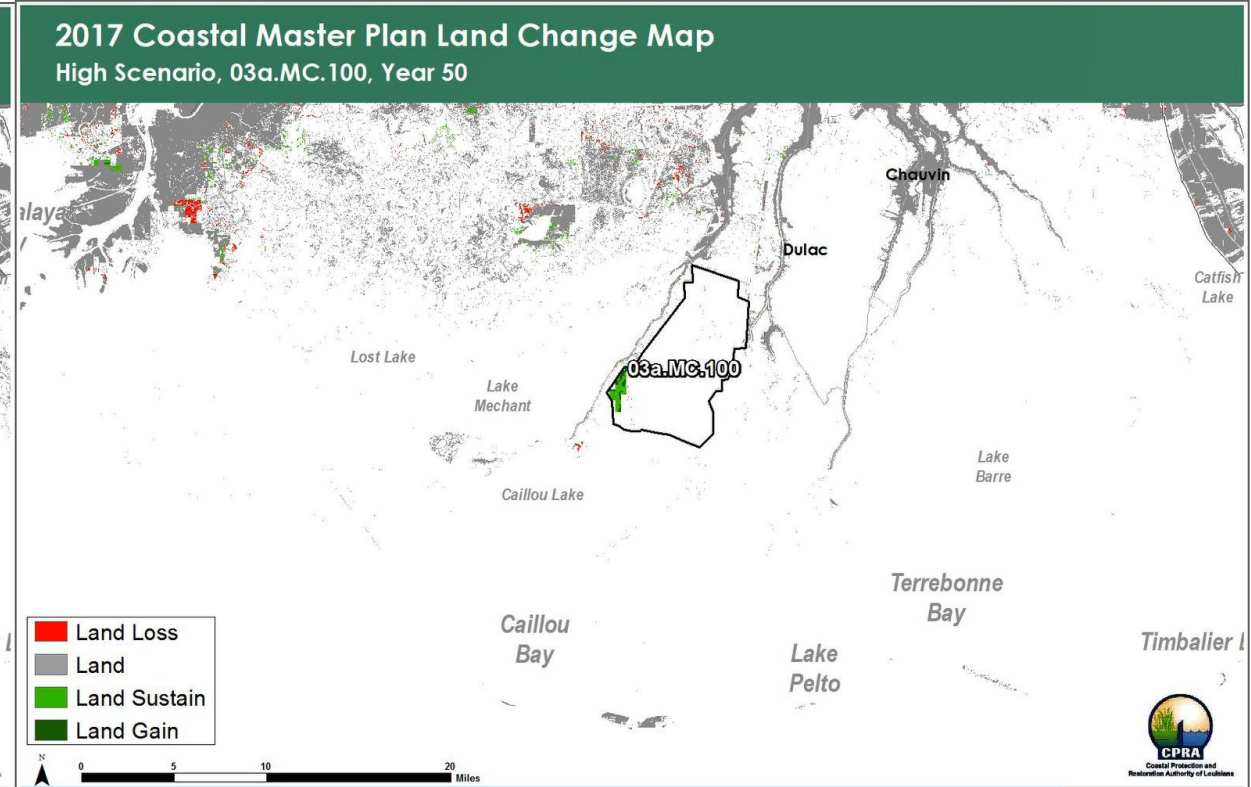 2017 Coastal Master Plan Land Change Map
High Scenario, 03a.MC.100, Year 50
Chauvin
alaya
Dulac
Catfish
Lake
Lost Lake
03a.MC.100
Lake
Mechant
Lake
Barre
Caillou Lake
Terrebonne
Bay
Caillou
Bay
Timbalier
Lake
Pelto
Land Loss
Land
Land Sustain
Land Gain
N
0 5 10 20
Miles
CPRA
Coastal Protection and
Restoration Authority of Louisiana